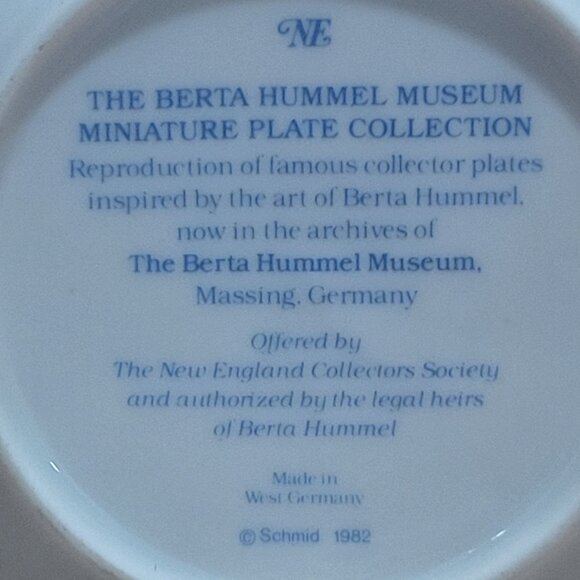 NE
THE BERTA HUMMEL MUSEUM
MINIATURE PLATE COLLECTION
Reproduction of famous collector plates
inspired by the art of Berta Hummel,
now in the archives of
The Berta Hummel Museum,
Massing, Germany
Offered by
The New England Collectors Society
and authorized by the legal heirs
of Berta Hummel
Made in
West Germany
© Schmid 1982